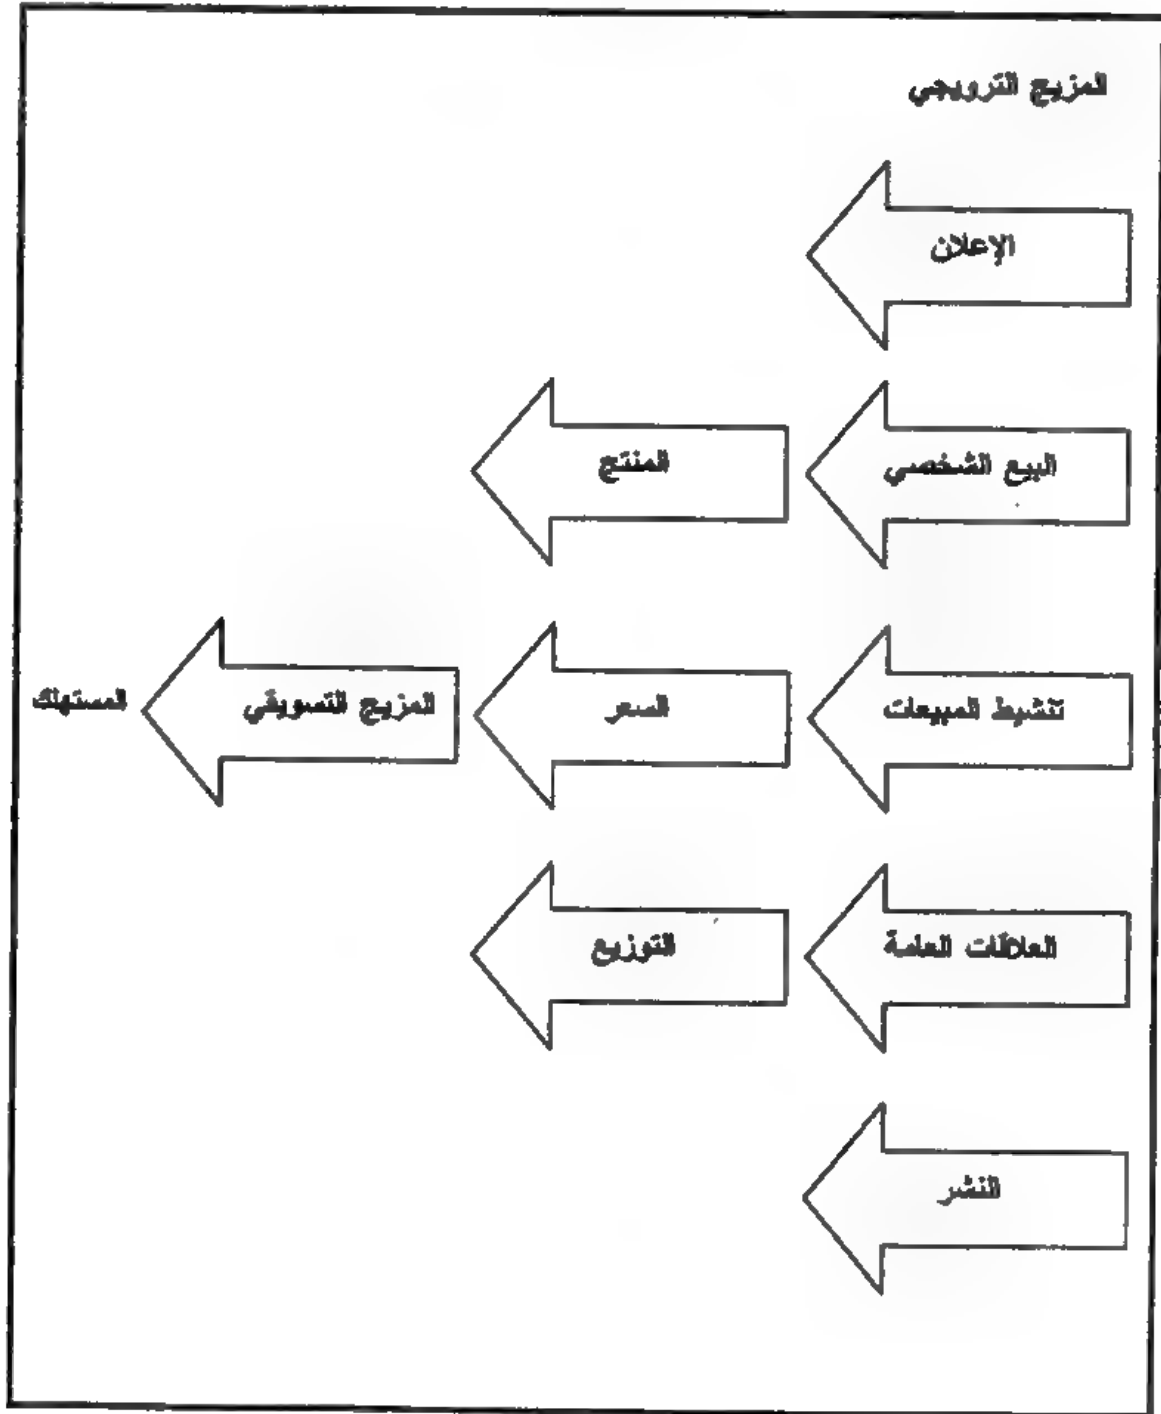 المزيج الترويجي
الإعلان
البيع الشخصي
المنتج
تنشيط المبيعات
السعر
المزيج التسويقي
المستهلك
العلاقات العامة
التوزيع
النشر